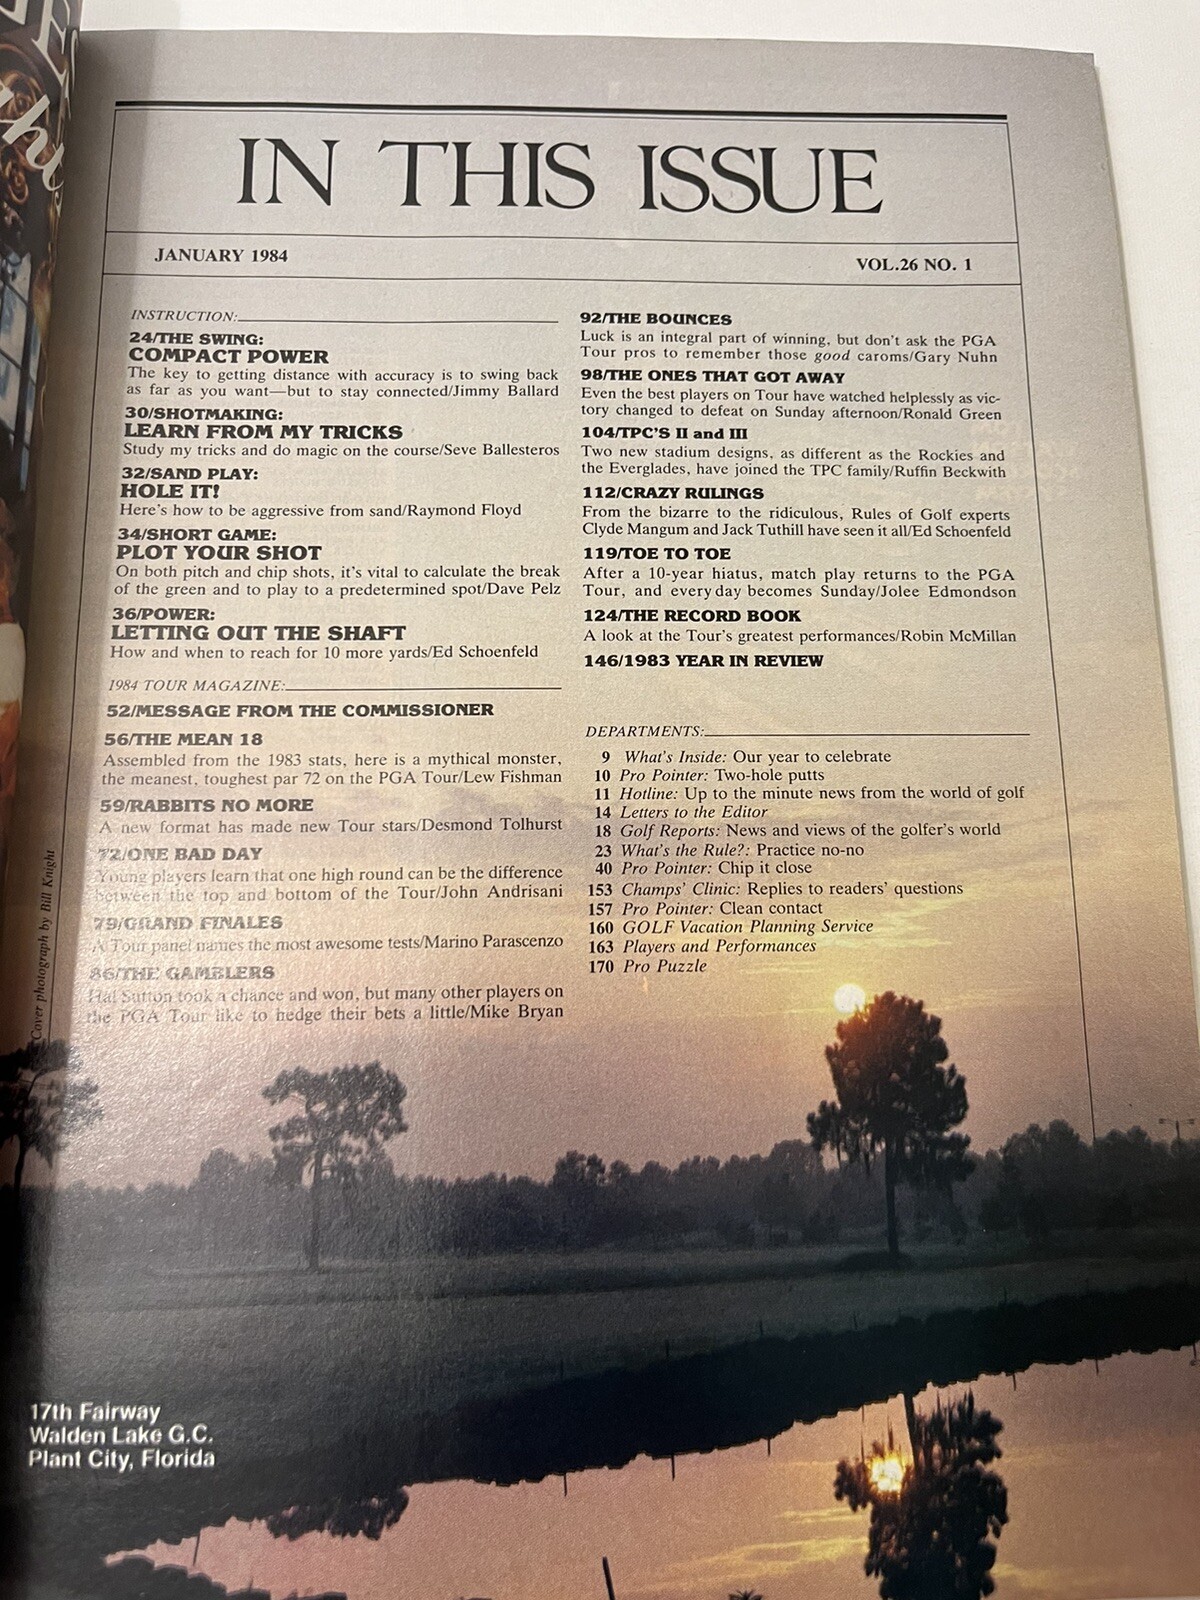 IN THIS ISSUE
JANUARY 1984
VOL.26 NO. 1
INSTRUCTION:
24/THE SWING:
COMPACT POWER
The key to getting distance with accuracy is to swing back
as far as you want—but to stay connected/Jimmy Ballard
30/SHOTMAKING:
LEARN FROM MY TRICKS
Study my tricks and do magic on the course/Seve Ballesteros
32/SAND PLAY:
HOLE IT!
Here's how to be aggressive from sand/Raymond Floyd
34/SHORT GAME:
PLOT YOUR SHOT
On both pitch and chip shots, it's vital to calculate the break
of the green and to play to a predetermined spot/Dave Pelz
36/POWER:
LETTING OUT THE SHAFT
How and when to reach for 10 more yards/Ed Schoenfeld
1984 TOUR MAGAZINE:
52/MESSAGE FROM THE COMMISSIONER
56/THE MEAN 18
Assembled from the 1983 stats, here is a mythical monster,
the meanest, toughest par 72 on the PGA Tour/Lew Fishman
59/RABBITS NO MORE
A new format has made new Tour stars/Desmond Tolhurst
72/ONE BAD DAY
Young players learn that one high round can be the difference
between the top and bottom of the Tour/John Andrisani
79/GRAND FINALES
A Tour panel names the most awesome tests/Marino Parascenzo
86/THE GAMBLERS
Hal Sutton took a chance and won, but many other players on
the PGA Tour like to hedge their bets a little/Mike Bryan
92/THE BOUNCES
Luck is an integral part of winning, but don't ask the PGA
Tour pros to remember those good caroms/Gary Nuhn
98/THE ONES THAT GOT AWAY
Even the best players on Tour have watched helplessly as vic-
tory changed to defeat on Sunday afternoon/Ronald Green
104/TPC'S II and III
Two new stadium designs, as different as the Rockies and
the Everglades, have joined the TPC family/Ruffin Beckwith
112/CRAZY RULINGS
From the bizarre to the ridiculous, Rules of Golf experts
Clyde Mangum and Jack Tuthill have seen it all/Ed Schoenfeld
119/TOE TO TOE
After a 10-year hiatus, match play returns to the PGA
Tour, and every day becomes Sunday/Jolee Edmondson
124/THE RECORD BOOK
A look at the Tour's greatest performances/Robin McMillan
146/1983 YEAR IN REVIEW
DEPARTMENTS:
9 What's Inside: Our year to celebrate
10 Pro Pointer: Two-hole putts
11 Hotline: Up to the minute news from the world of golf
14 Letters to the Editor
18 Golf Reports: News and views of the golfer's world
23 What's the Rule?: Practice no-no
40 Pro Pointer: Chip it close
153 Champs' Clinic: Replies to readers' questions
157 Pro Pointer: Clean contact
160 GOLF Vacation Planning Service
163 Players and Performances
170 Pro Puzzle
Cover photograph by Bill Knight
17th Fairway
Walden Lake G.C.
Plant City, Florida